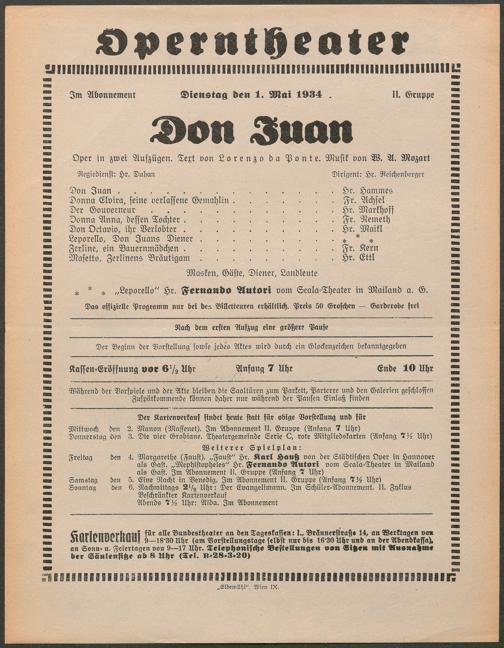 Operntheater
Im Abonnement Dienstag den 1. Mai 1934 . II. Gruppe
Don Juan
Oper in zwei Aufzügen. Text von Lorenzo da Ponte. Musik von W. A. Mozart
Regiedienst: Hr. Duhan Dirigent: Hr. Reichenberger
Don Juan . . . . . . . . . . Hr. Hammes
Donna Elvira, seine verlassene Gemahlin . . . . . . Fr. Achsel
Der Gouverneur . . . . . . . . . . Hr. Markhoff
Donna Anna, dessen Tochter . . . . . . . . Fr. Nemeth
Don Octavio, ihr Verlobter . . . . . . . . Hr. Maikl
Leporello, Don Juans Diener . . . . . . . . * * *
Zerline, ein Bauernmädchen . . . . . . . . Fr. Kern
Masetto, Zerlinens Bräutigam . . . . . . . . Hr. Ettl
Masken, Gäste, Diener, Landleute
* * * „Leporello“ Hr. Fernando Autori vom Scala-Theater in Mailand a. G.
Das offizielle Programm nur bei den Billetteuren erhältlich. Preis 50 Groschen — Garderobe frei
Nach dem ersten Aufzug eine größere Pause
Der Beginn der Vorstellung sowie jedes Aktes wird durch ein Glockenzeichen bekanntgegeben
Kassen-Eröffnung vor 6½ Uhr Anfang 7 Uhr Ende 10 Uhr
Während der Vorspiele und der Akte bleiben die Saaltüren zum Parkett, Parterre und den Galerien geschlossen
Zuspätkommende können daher nur während der Pausen Einlaß finden
Der Kartenverkauf findet heute statt für obige Vorstellung und für
Mittwoch den 2. Manon (Massenet). Im Abonnement II. Gruppe (Anfang 7 Uhr)
Donnerstag den 3. Die vier Grobiane. Theatergemeinde Serie C, rote Mitgliedskarten (Anfang 7½ Uhr)
Weiterer Spielplan:
Freitag den 4. Margarethe (Faust). „Faust“ Hr. Karl Hauß von der Städtischen Oper in Hannover
als Gast. „Mephistopheles“ Hr. Fernando Autori vom Scala-Theater in Mailand
als Gast. Im Abonnement II. Gruppe (Anfang 7 Uhr)
Samstag den 5. Eine Nacht in Venedig. Im Abonnement II. Gruppe (Anfang 7½ Uhr)
Sonntag den 6. Nachmittags 2¼ Uhr: Der Evangelimann. Im Schüler-Abonnement. II. Zyklus
Beschränkter Kartenverkauf
Abends 7½ Uhr: Aida. Im Abonnement
Kartenverkauf für alle Bundestheater an den Tageskassen: I., Bräunerstraße 14, an Werktagen von
9—18·30 Uhr (am Vorstellungstage selbst nur bis 16·30 Uhr und an der Abendkassa),
an Sonn- u. Feiertagen von 9—17 Uhr. Telephonische Bestellungen von Sitzen mit Ausnahme
der Säulensitze ab 8 Uhr (Tel. R-28-3-20)
„Elbemühl“, Wien IX.